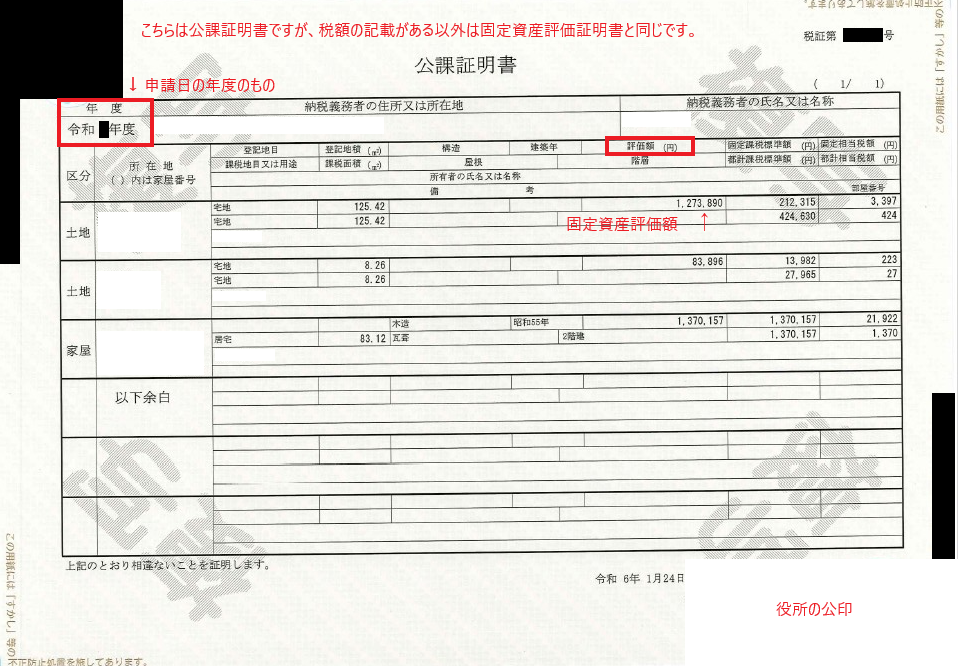 こちらは公課証明書ですが、税額の記載がある以外は固定資産評価証明書と同じです。
税証第 号
公課証明書
↓ 申請日の年度のもの
( 1/ 1)
年 度 納税義務者の住所又は所在地 納税義務者の氏名又は名称
令和 年度
区分 所 在 地 ( )内は家屋番号 登記地目 登記地積 (㎡) 構造 建築年 評価額 (円) 固定課税標準額 (円) 固定相当税額 (円)
課税地目又は用途 課税面積 (㎡) 屋根 階層 都計課税標準額 (円) 都計相当税額 (円)
所有者の氏名又は名称
備 考 部屋番号
土地 宅地 125.42 1,273,890 212,315 3,397
宅地 125.42 424,630 424
固定資産評価額 ↑
土地 宅地 8.26 83,896 13,982 223
宅地 8.26 27,965 27
家屋 木造 昭和55年 1,370,157 1,370,157 21,922
居宅 83.12 瓦葺 2階建 1,370,157 1,370
以下余白
上記のとおり相違ないことを証明します。
令和 6年 1月24日
役所の公印
この用紙には「すかし」等の
不正防止処置を施してあります。